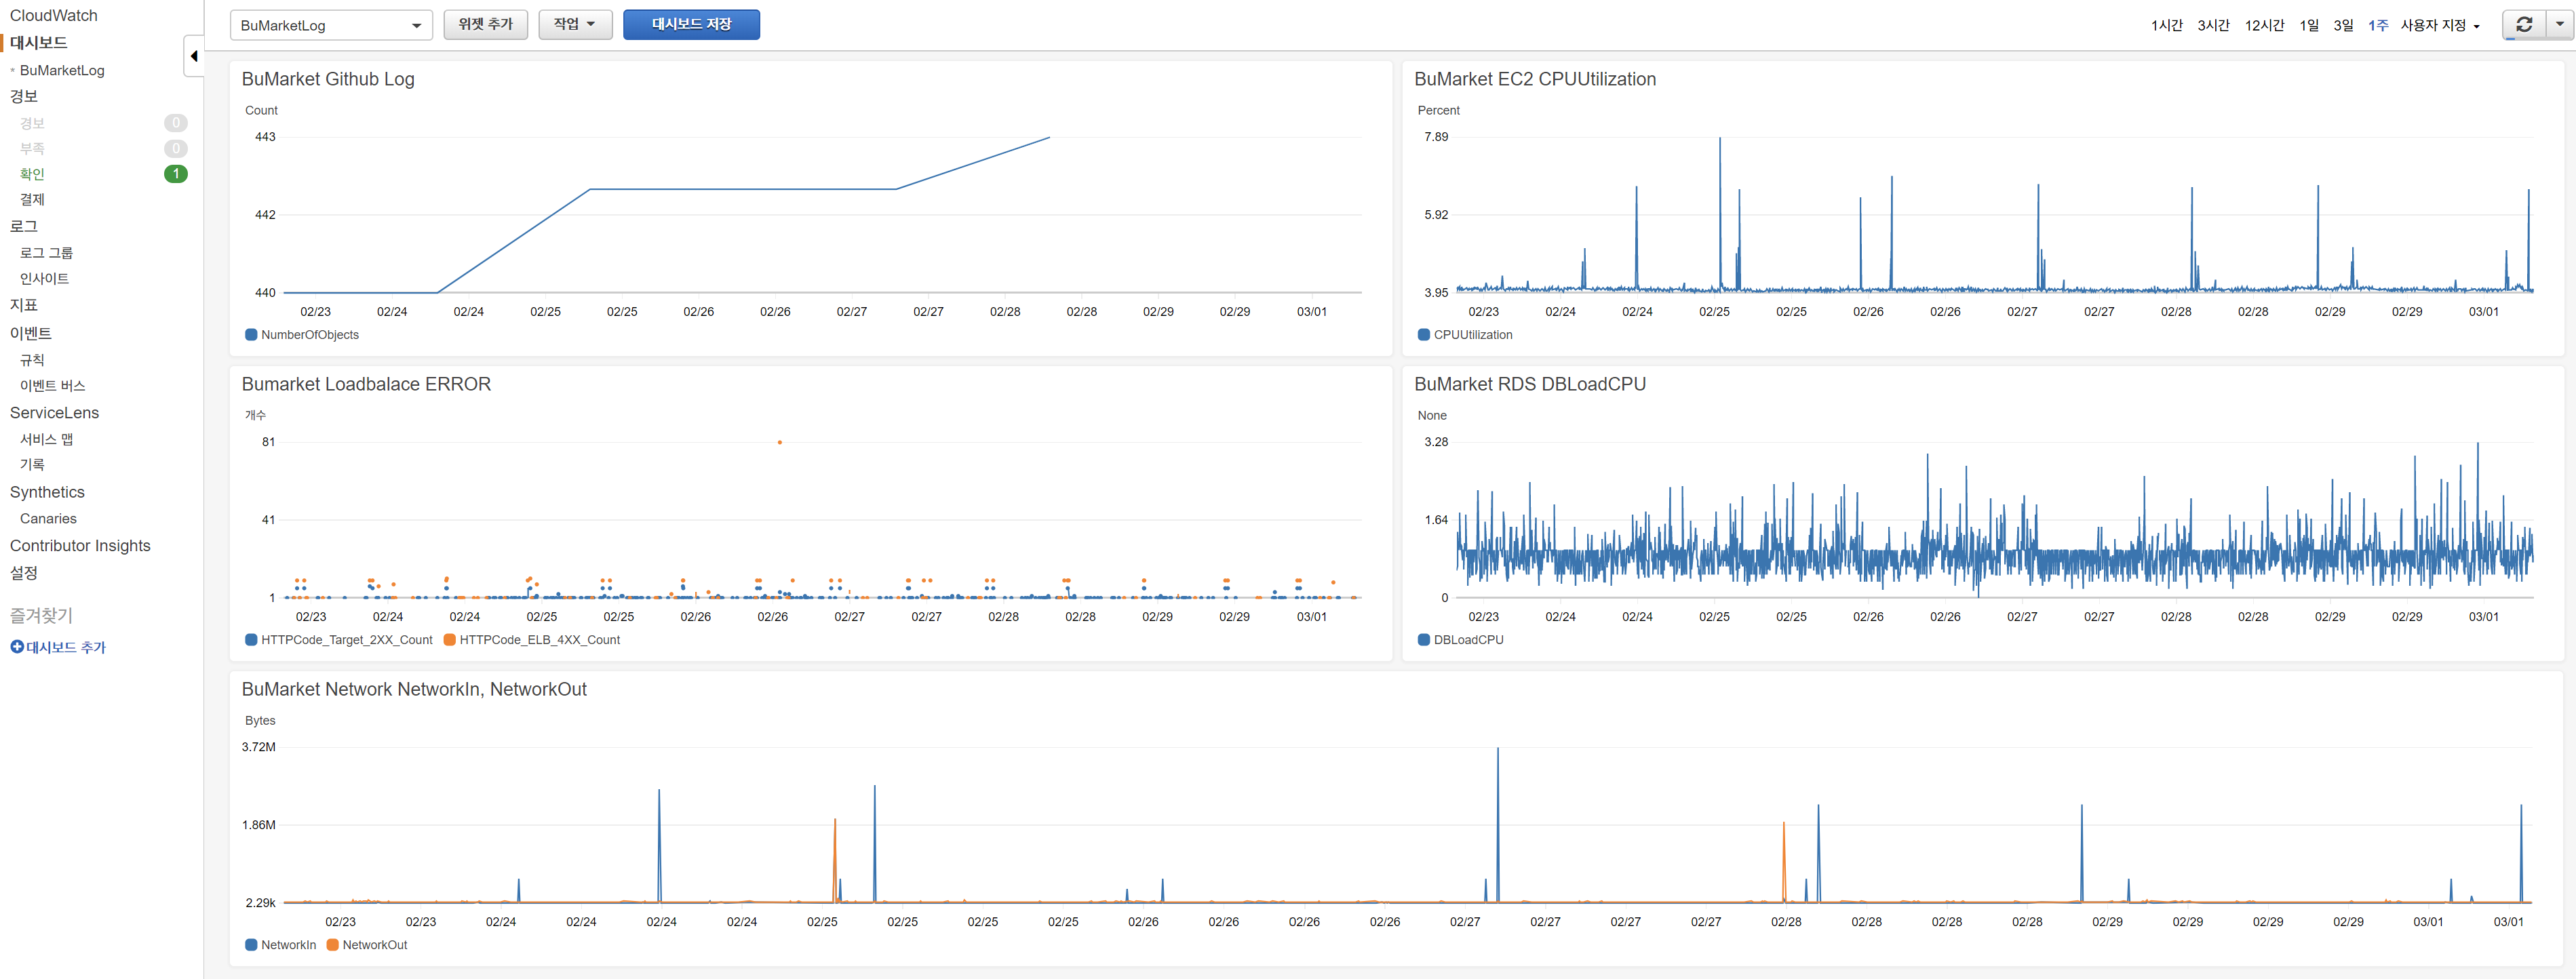 CloudWatch
대시보드
* BuMarketLog
경보
경보 0
부족 0
확인 1
결제
로그
로그 그룹
인사이트
지표
이벤트
규칙
이벤트 버스
ServiceLens
서비스 맵
기록
Synthetics
Canaries
Contributor Insights
설정
즐겨찾기
대시보드 추가
BuMarketLog 위젯 추가 작업 대시보드 저장 1시간 3시간 12시간 1일 3일 1주 사용자 지정
BuMarket Github Log
Count
443
442
440
02/23 02/24 02/24 02/25 02/25 02/26 02/26 02/27 02/27 02/28 02/28 02/29 02/29 03/01
NumberOfObjects
BuMarket EC2 CPUUtilization
Percent
7.89
5.92
3.95
02/23 02/24 02/24 02/25 02/25 02/26 02/26 02/27 02/27 02/28 02/28 02/29 02/29 03/01
CPUUtilization
Bumarket Loadbalace ERROR
개수
81
41
1
02/23 02/24 02/24 02/25 02/25 02/26 02/26 02/27 02/27 02/28 02/28 02/29 02/29 03/01
HTTPCode_Target_2XX_Count HTTPCode_ELB_4XX_Count
BuMarket RDS DBLoadCPU
None
3.28
1.64
0
02/23 02/24 02/24 02/25 02/25 02/26 02/26 02/27 02/27 02/28 02/28 02/29 02/29 03/01
DBLoadCPU
BuMarket Network NetworkIn, NetworkOut
Bytes
3.72M
1.86M
2.29k
02/23 02/23 02/24 02/24 02/24 02/24 02/25 02/25 02/25 02/25 02/26 02/26 02/26 02/26 02/27 02/27 02/27 02/27 02/28 02/28 02/28 02/28 02/29 02/29 02/29 02/29 03/01 03/01
NetworkIn NetworkOut